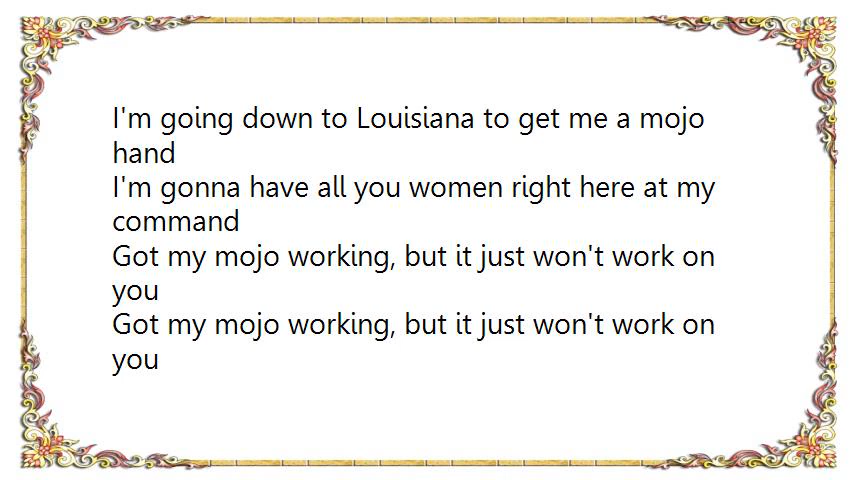 I'm going down to Louisiana to get me a mojo
hand
I'm gonna have all you women right here at my
command
Got my mojo working, but it just won't work on
you
Got my mojo working, but it just won't work on
you